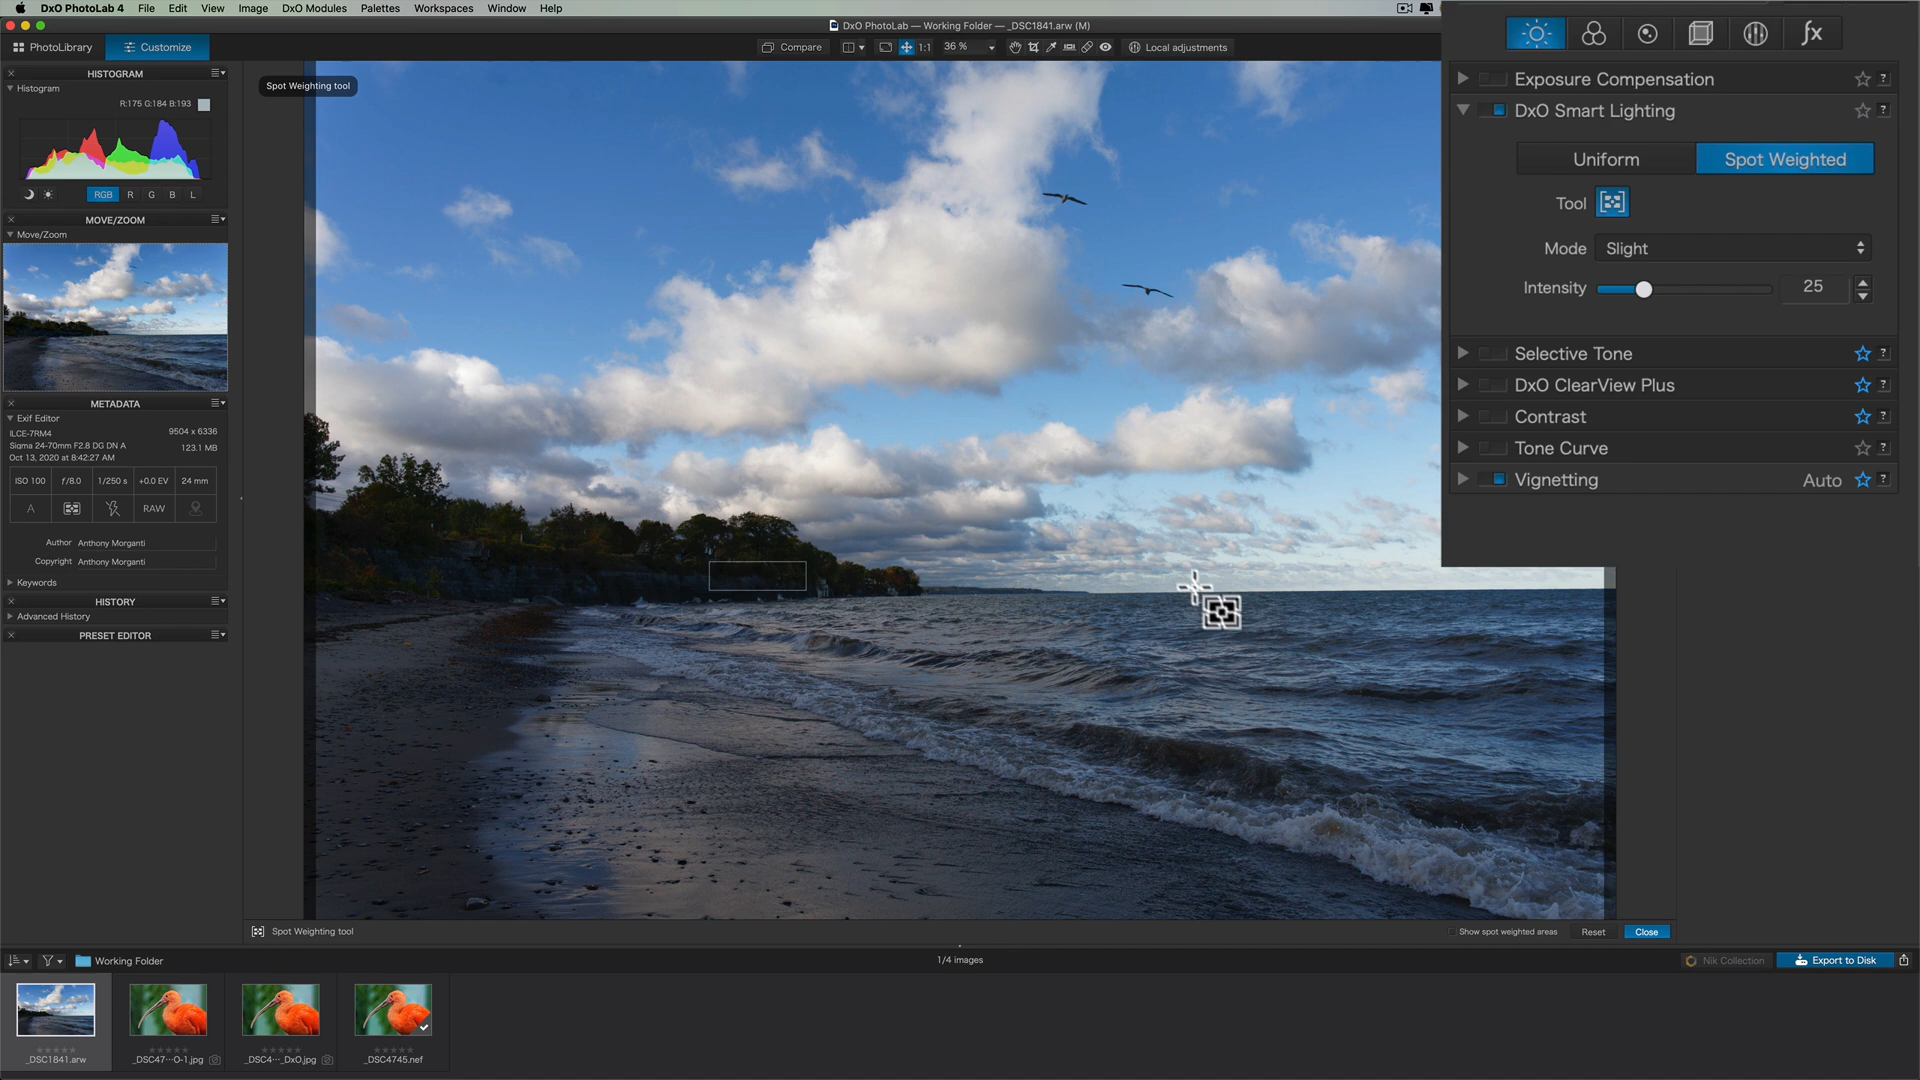 DxO PhotoLab 4 File Edit View Image DxO Modules Palettes Workspaces Window Help
DxO PhotoLab — Working Folder — _DSC1841.arw (M)
PhotoLibrary Customize
Compare 1:1 36 % Local adjustments
HISTOGRAM
Histogram
R:175 G:184 B:193
RGB R G B L
MOVE/ZOOM
Move/Zoom
METADATA
Exif Editor
ILCE-7RM4 9504 x 6336
Sigma 24-70mm F2.8 DG DN A 123.1 MB
Oct 13, 2020 at 8:42:27 AM
ISO 100 ƒ/8.0 1/250 s +0.0 EV 24 mm
A RAW
Author Anthony Morganti
Copyright Anthony Morganti
Keywords
HISTORY
Advanced History
PRESET EDITOR
Spot Weighting tool
fx
Exposure Compensation ?
DxO Smart Lighting ?
Uniform Spot Weighted
Tool
Mode Slight
Intensity 25
Selective Tone ?
DxO ClearView Plus ?
Contrast ?
Tone Curve ?
Vignetting Auto ?
Spot Weighting tool Show spot weighted areas Reset Close
Working Folder 1/4 images Nik Collection Export to Disk
_DSC1841.arw _DSC47···O-1.jpg _DSC4···_DxO.jpg _DSC4745.nef